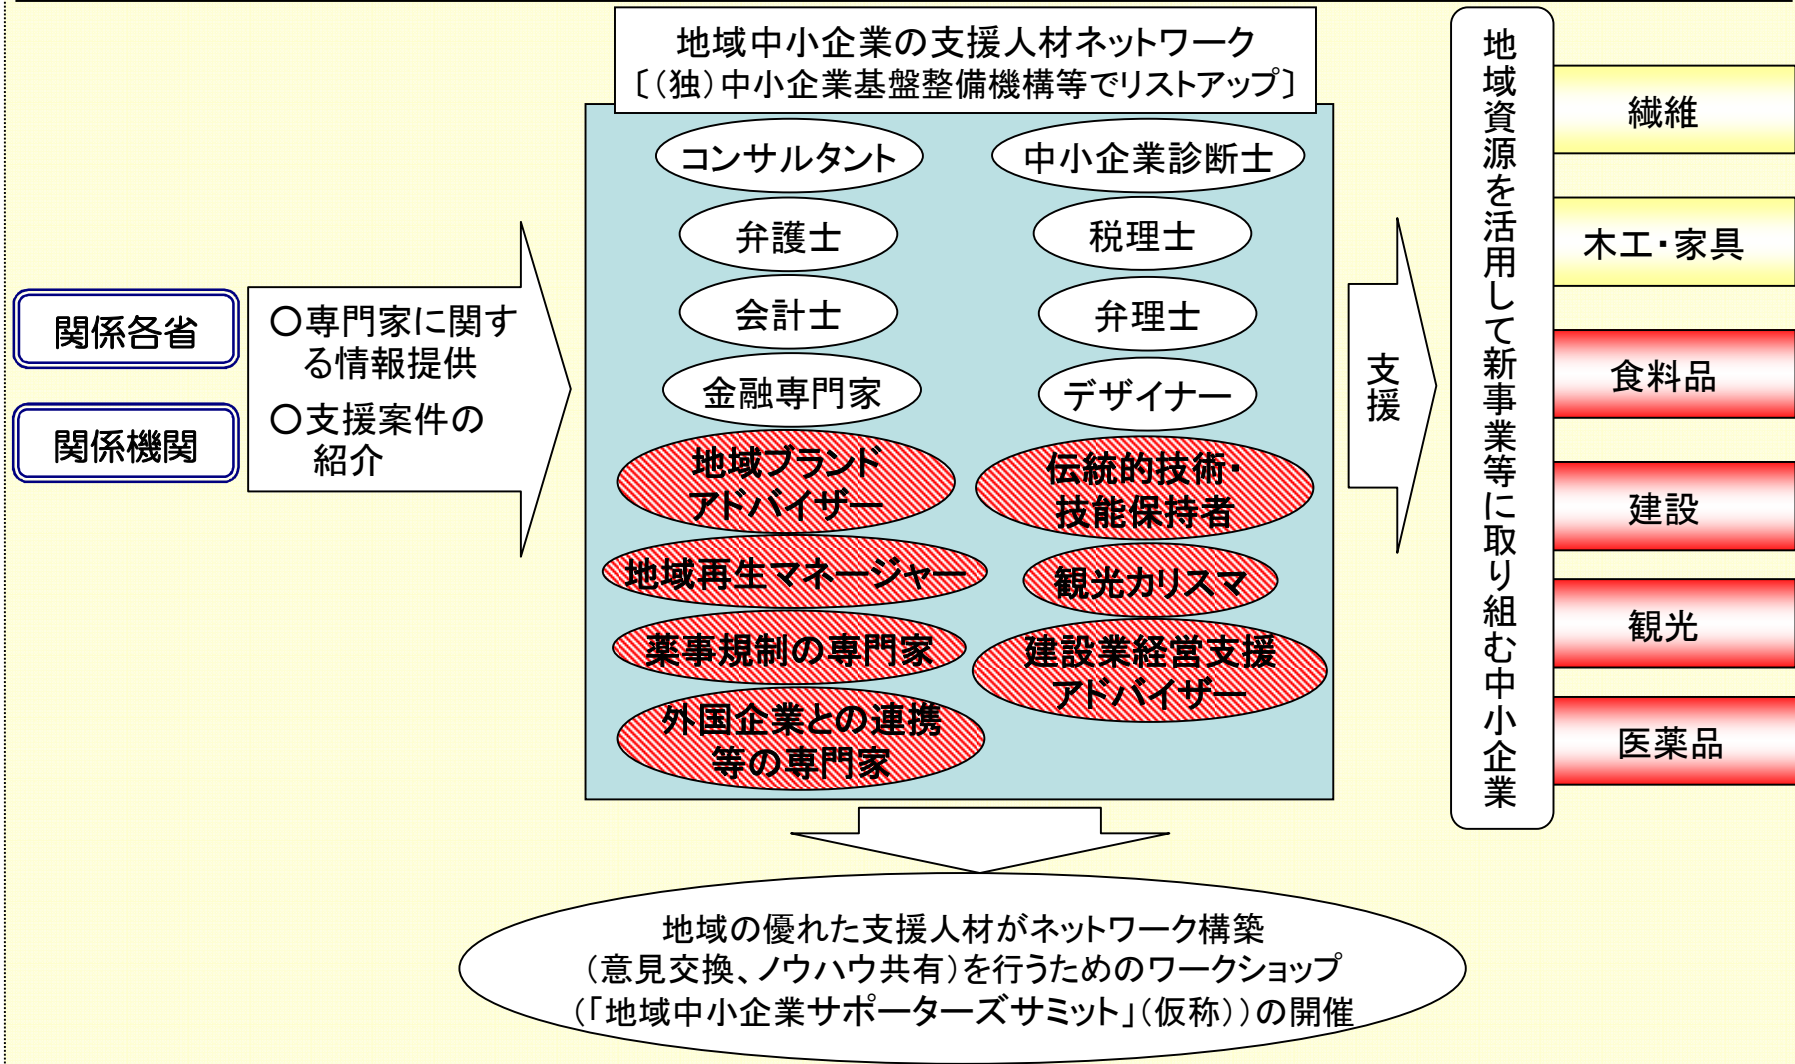 地域中小企業の支援人材ネットワーク
〔(独)中小企業基盤整備機構等でリストアップ〕
関係各省
関係機関
○専門家に関す
る情報提供
○支援案件の
紹介
コンサルタント
中小企業診断士
弁護士
税理士
会計士
弁理士
金融専門家
デザイナー
地域ブランド
アドバイザー
伝統的技術・
技能保持者
地域再生マネージャー
観光カリスマ
薬事規制の専門家
建設業経営支援
アドバイザー
外国企業との連携
等の専門家
支援
地域資源を活用して新事業等に取り組む中小企業
繊維
木工・家具
食料品
建設
観光
医薬品
地域の優れた支援人材がネットワーク構築
(意見交換、ノウハウ共有)を行うためのワークショップ
(「地域中小企業サポーターズサミット」(仮称))の開催